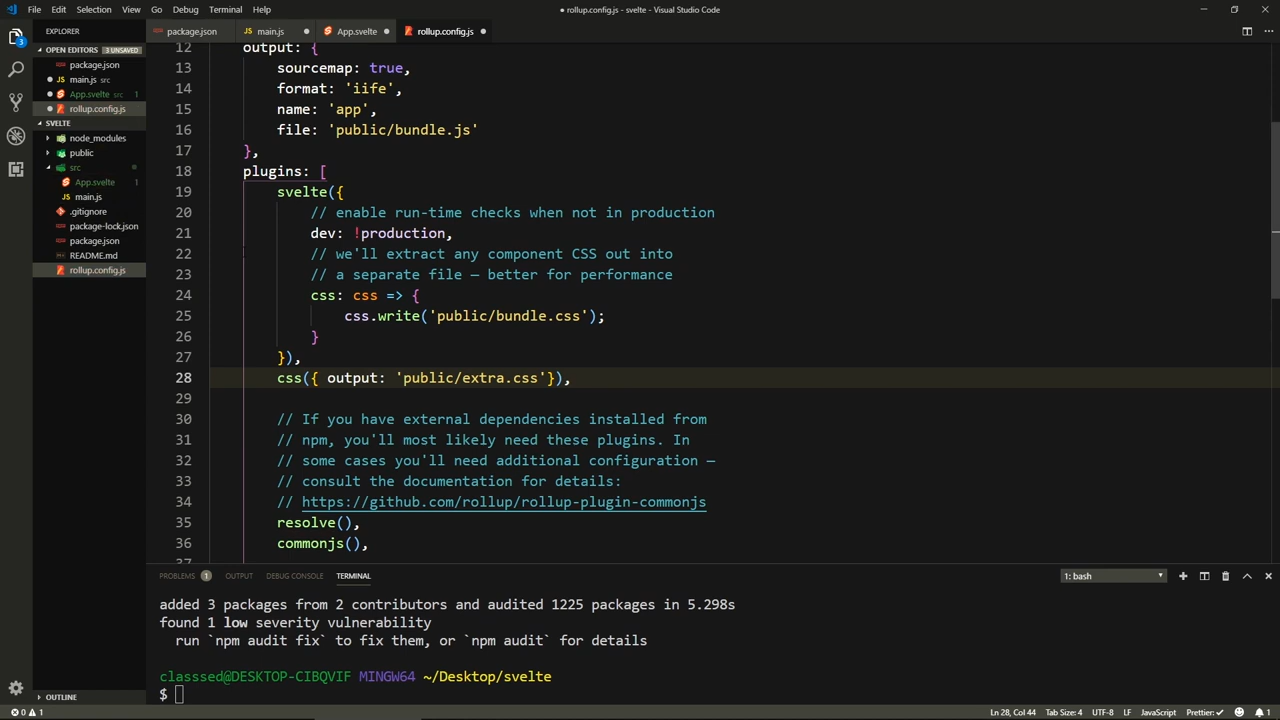 File Edit Selection View Go Debug Terminal Help
● rollup.config.js - svelte - Visual Studio Code
EXPLORER
package.json
main.js
App.svelte
rollup.config.js
OPEN EDITORS 3 UNSAVED
package.json
main.js src
App.svelte src 1
rollup.config.js
SVELTE
node_modules
public
src
App.svelte 1
main.js
.gitignore
package-lock.json
package.json
README.md
rollup.config.js
OUTLINE
3
12 output: {
13 sourcemap: true,
14 format: 'iife',
15 name: 'app',
16 file: 'public/bundle.js'
17 },
18 plugins: [
19 svelte({
20 // enable run-time checks when not in production
21 dev: !production,
22 // we'll extract any component CSS out into
23 // a separate file — better for performance
24 css: css => {
25 css.write('public/bundle.css');
26 }
27 }),
28 css({ output: 'public/extra.css'}),
29
30 // If you have external dependencies installed from
31 // npm, you'll most likely need these plugins. In
32 // some cases you'll need additional configuration —
33 // consult the documentation for details:
34 // https://github.com/rollup/rollup-plugin-commonjs
35 resolve(),
36 commonjs(),
37
PROBLEMS 1 OUTPUT DEBUG CONSOLE TERMINAL
1: bash
added 3 packages from 2 contributors and audited 1225 packages in 5.298s
found 1 low severity vulnerability
run `npm audit fix` to fix them, or `npm audit` for details
classsed@DESKTOP-CIBQVIF MINGW64 ~/Desktop/svelte
$
0 1
Ln 28, Col 44 Tab Size: 4 UTF-8 LF JavaScript Prettier: ✓ 1